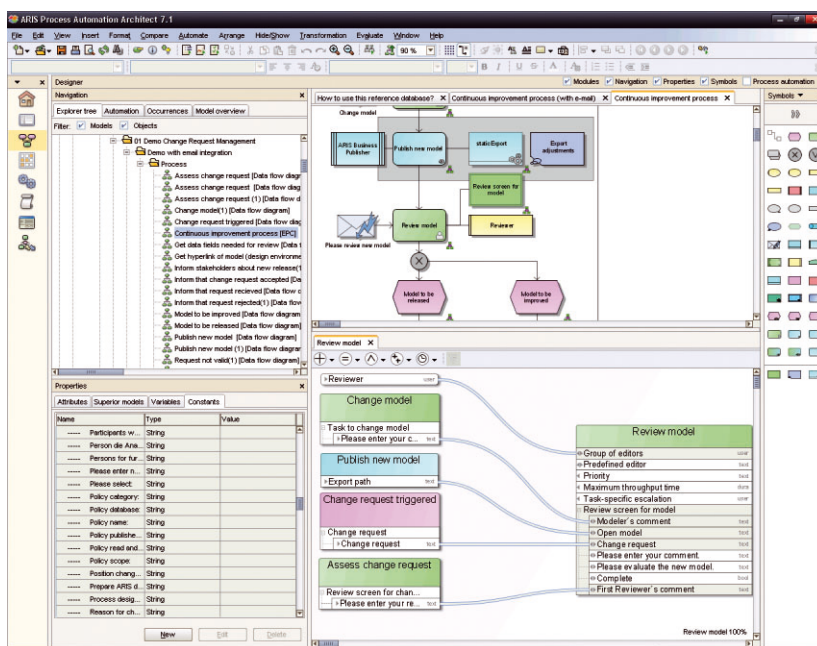 ARIS Process Automation Architect 7.1
File Edit View Insert Format Compare Automate Arrange Hide/Show Transformation Evaluate Window Help
90 %
B I U S A
Modules Navigation Properties Symbols Process automation
Designer
Navigation
Explorer tree Automation Occurrences Model overview
Filter: Models Objects
01 Demo Change Request Management
Demo with email integration
Process
Assess change request [Data flow diagram]
Assess change request [Data flow diag
Assess change request (1) [Data flow d
Change model(1) [Data flow diagram]
Change request triggered [Data flow diag
Continuous improvement process [EPC]
Get data fields needed for review [Data f
Get hyperlink of model (design environme
Inform stakeholders about new release(1
Inform that change request accepted [Da
Inform that request recieved [Data flow d
Inform that request rejected(1) [Data flow
Model to be improved [Data flow diagram]
Model to be released [Data flow diagram]
Publish new model [Data flow diagram]
Publish new model (1) [Data flow diagram
Request not valid(1) [Data flow diagram]
Properties
Attributes Superior models Variables Constants
Name Type Value
----- Participants w... String
----- Person die Ana... String
----- Persons for fur... String
----- Please enter n... String
----- Please select: String
----- Policy category: String
----- Policy database: String
----- Policy name: String
----- Policy publishe... String
----- Policy read and... String
----- Policy scope: String
----- Position chang... String
----- Prepare ARIS d... String
----- Process desig... String
----- Reason for ch... String
New Edit Delete
How to use this reference database? Continuous improvement process (with e-mail) Continuous improvement process
Change model
ARIS Business
Publisher
Publish new model
staticExport
Export
adjustments
Review screen for
model
Review model
Reviewer
Please review new model
Model to be
released
Model to be
improved
Review model
Reviewer user
Change model
Task to change model
Please enter your c... text
Publish new model
Export path text
Change request triggered
Change request
Change request text
Assess change request
Review screen for chan...
Please enter your re... text
Review model
Group of editors user
Predefined editor text
Priority text
Maximum throughput time
Task-specific escalation user
Review screen for model
Modeler's comment text
Open model text
Change request text
Please enter your comment. text
Please evaluate the new model. text
Complete bool
First Reviewer's comment text
Review model 100%
Symbols